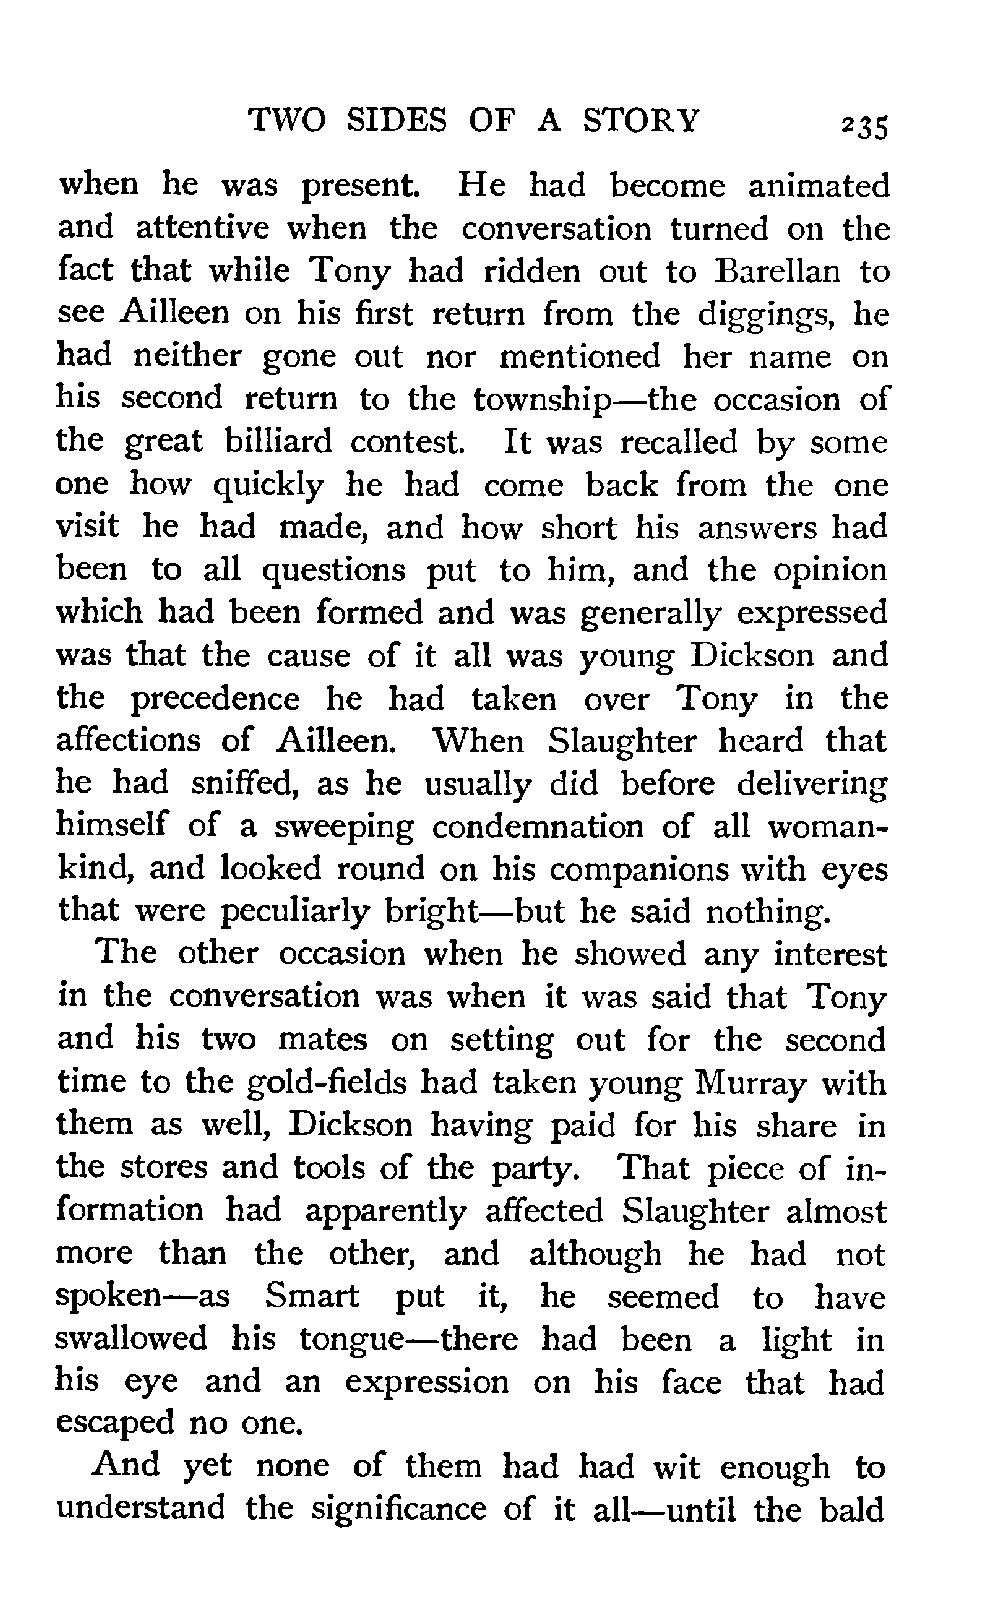 TWO SIDES OF A STORY 235
when he was present. He had become animated
and attentive when the conversation turned on the
fact that while Tony had ridden out to Barellan to
see Ailleen on his first return from the diggings, he
had neither gone out nor mentioned her name on
his second return to the township—the occasion of
the great billiard contest. It was recalled by some
one how quickly he had come back from the one
visit he had made, and how short his answers had
been to all questions put to him, and the opinion
which had been formed and was generally expressed
was that the cause of it all was young Dickson and
the precedence he had taken over Tony in the
affections of Ailleen. When Slaughter heard that
he had sniffed, as he usually did before delivering
himself of a sweeping condemnation of all woman-
kind, and looked round on his companions with eyes
that were peculiarly bright—but he said nothing.
The other occasion when he showed any interest
in the conversation was when it was said that Tony
and his two mates on setting out for the second
time to the gold-fields had taken young Murray with
them as well, Dickson having paid for his share in
the stores and tools of the party. That piece of in-
formation had apparently affected Slaughter almost
more than the other, and although he had not
spoken—as Smart put it, he seemed to have
swallowed his tongue—there had been a light in
his eye and an expression on his face that had
escaped no one.
And yet none of them had had wit enough to
understand the significance of it all—until the bald